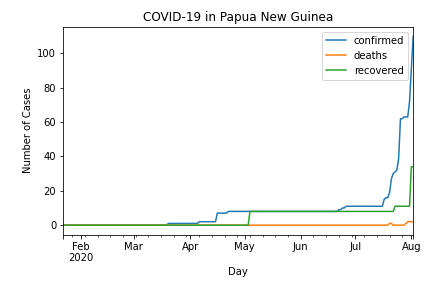 COVID-19 in Papua New Guinea
confirmed
deaths
recovered
Number of Cases
100
80
60
40
20
0
Feb
2020
Mar
Apr
May
Jun
Jul
Aug
Day